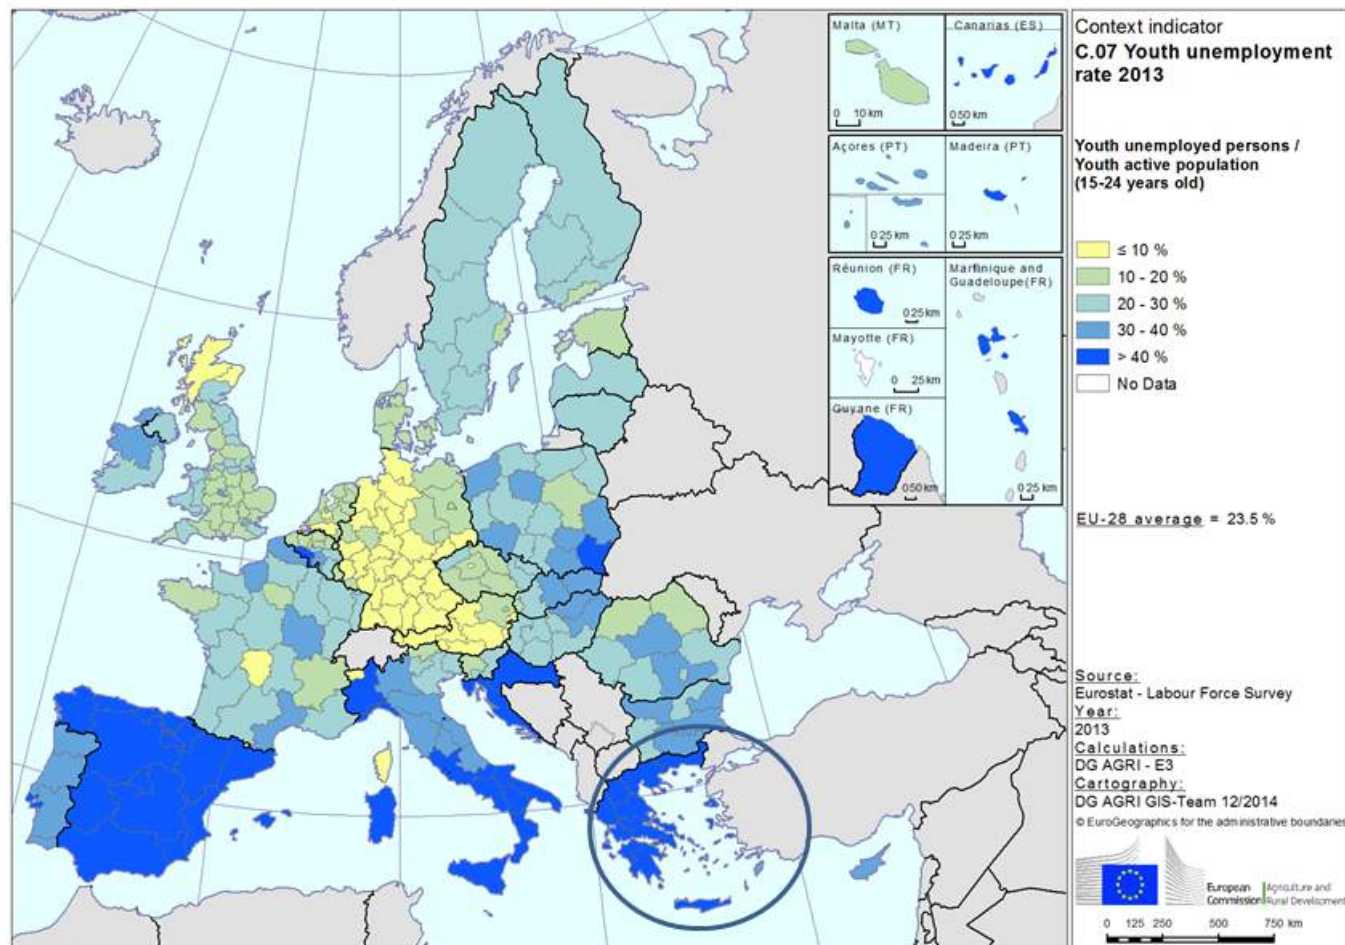 Malta (MT)
0 10 km
Canarias (ES)
0 50 km
Açores (PT)
0 25 km
Madeira (PT)
0 25 km
Réunion (FR)
0 25 km
Martinique and
Guadeloupe(FR)
0 25 km
Mayotte (FR)
0 25 km
Guyane (FR)
0 50 km
Context indicator
C.07 Youth unemployment
rate 2013
Youth unemployed persons /
Youth active population
(15-24 years old)
≤ 10 %
10 - 20 %
20 - 30 %
30 - 40 %
> 40 %
No Data
EU-28 average = 23.5 %
Source:
Eurostat - Labour Force Survey
Year:
2013
Calculations:
DG AGRI - E3
Cartography:
DG AGRI GIS-Team 12/2014
© EuroGeographics for the administrative boundaries
European
Commission
Agriculture and
Rural Development
0 125 250 500 750 km